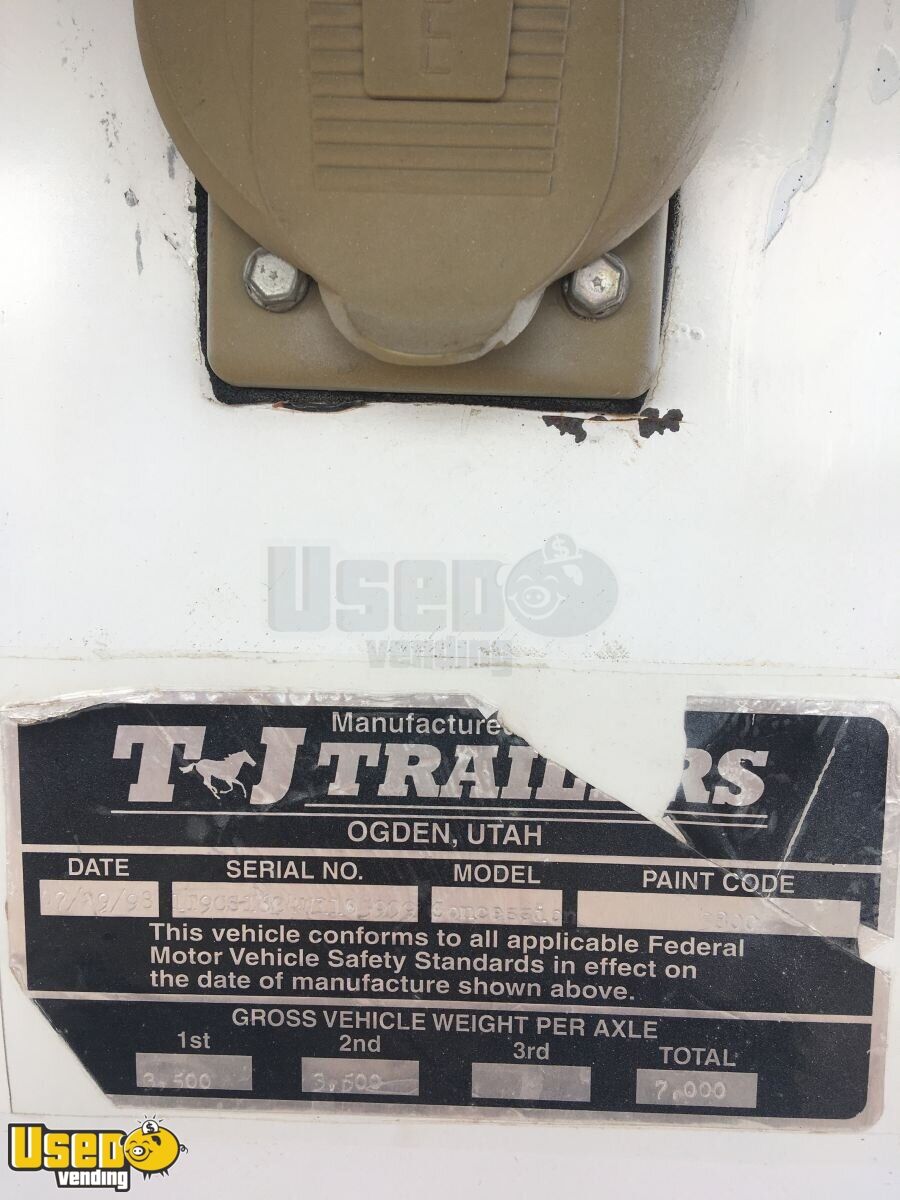 E
Used
vending
Manufactured
T J TRAILERS
OGDEN, UTAH
DATE SERIAL NO. MODEL PAINT CODE
Concession
This vehicle conforms to all applicable Federal
Motor Vehicle Safety Standards in effect on
the date of manufacture shown above.
GROSS VEHICLE WEIGHT PER AXLE
1st 2nd 3rd TOTAL
3,500 3,500 7,000
Used
vending